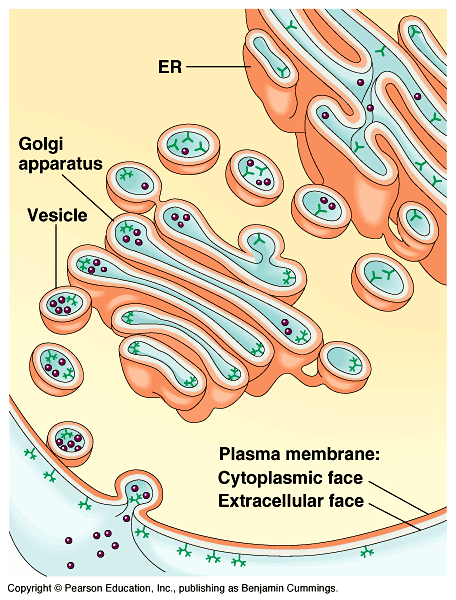 ER
Golgi
apparatus
Vesicle
Plasma membrane:
Cytoplasmic face
Extracellular face
Copyright © Pearson Education, Inc., publishing as Benjamin Cummings.